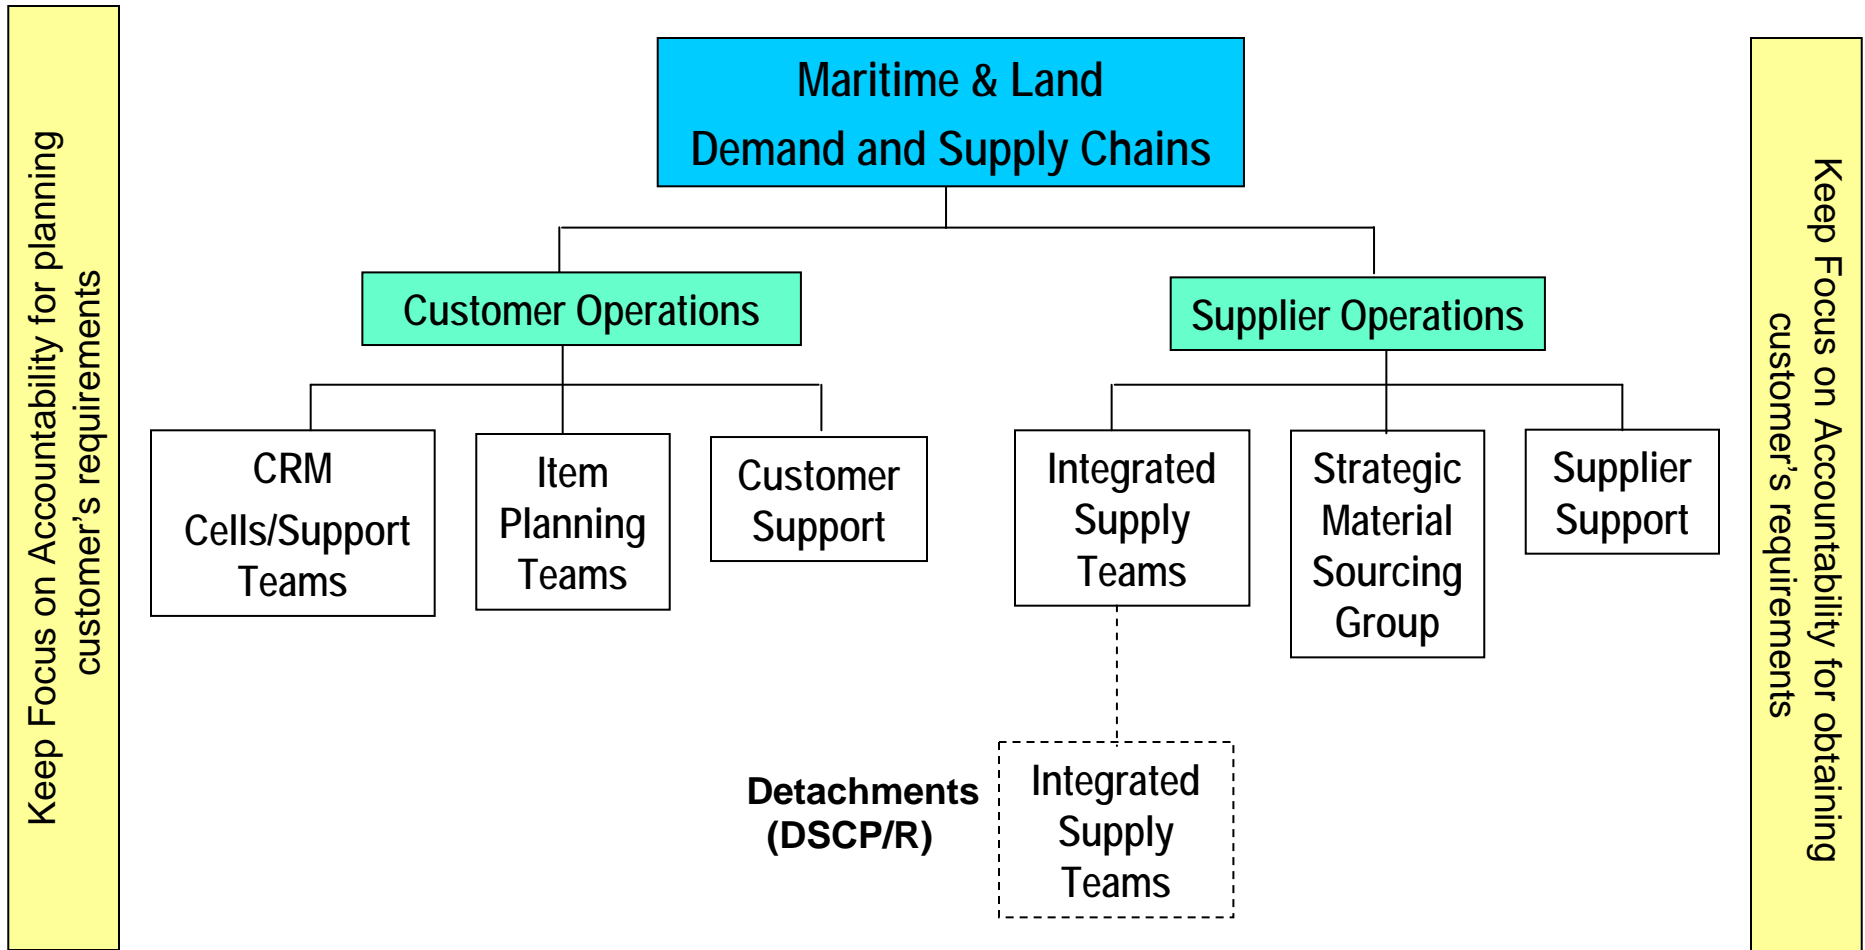 Keep Focus on Accountability for planning
customer's requirements
Maritime & Land
Demand and Supply Chains
Customer Operations
Supplier Operations
CRM
Cells/Support
Teams
Item
Planning
Teams
Customer
Support
Integrated
Supply
Teams
Strategic
Material
Sourcing
Group
Supplier
Support
Detachments
(DSCP/R)
Integrated
Supply
Teams
Keep Focus on Accountability for obtaining
customer's requirements